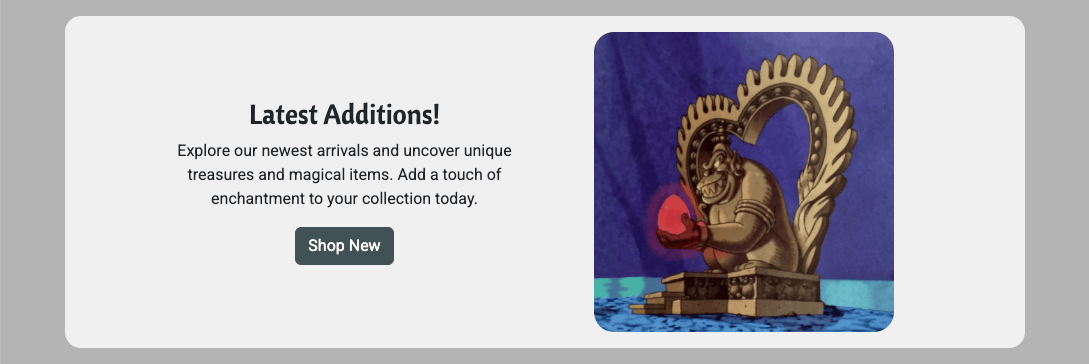 Latest Additions!
Explore our newest arrivals and uncover unique
treasures and magical items. Add a touch of
enchantment to your collection today.
Shop New